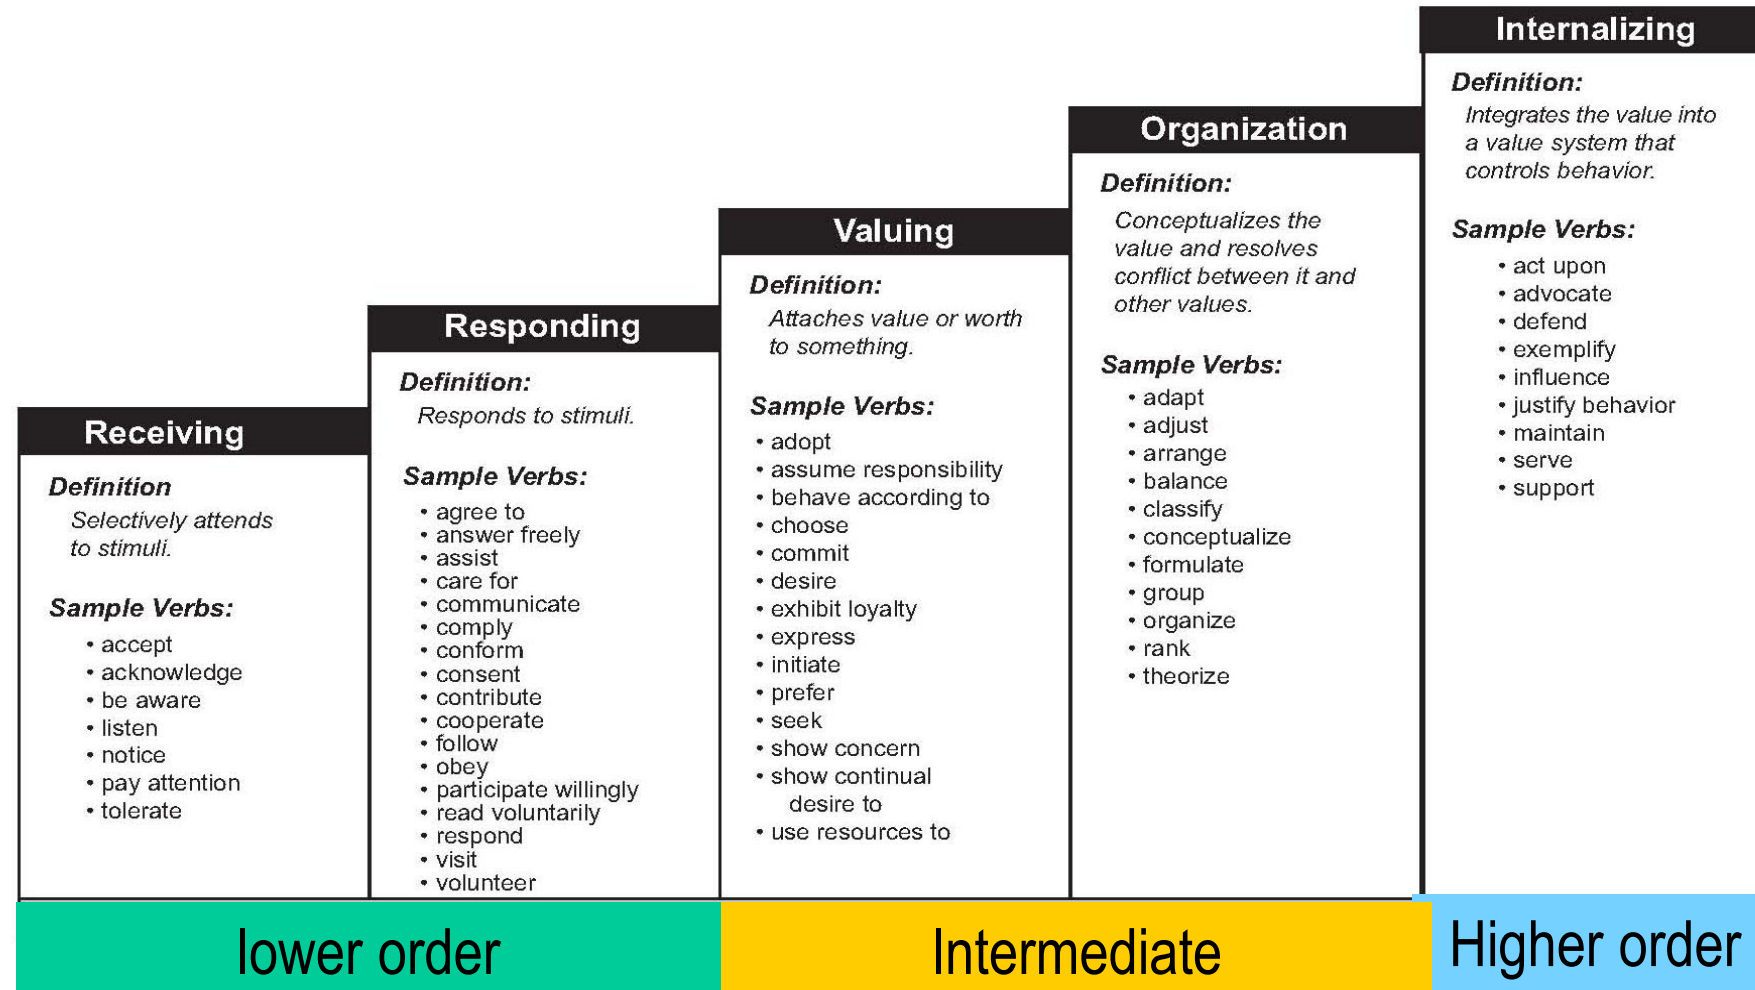 Receiving
Definition
Selectively attends
to stimuli.
Sample Verbs:
• accept
• acknowledge
• be aware
• listen
• notice
• pay attention
• tolerate
Responding
Definition:
Responds to stimuli.
Sample Verbs:
• agree to
• answer freely
• assist
• care for
• communicate
• comply
• conform
• consent
• contribute
• cooperate
• follow
• obey
• participate willingly
• read voluntarily
• respond
• visit
• volunteer
Valuing
Definition:
Attaches value or worth
to something.
Sample Verbs:
• adopt
• assume responsibility
• behave according to
• choose
• commit
• desire
• exhibit loyalty
• express
• initiate
• prefer
• seek
• show concern
• show continual
desire to
• use resources to
Organization
Definition:
Conceptualizes the
value and resolves
conflict between it and
other values.
Sample Verbs:
• adapt
• adjust
• arrange
• balance
• classify
• conceptualize
• formulate
• group
• organize
• rank
• theorize
Internalizing
Definition:
Integrates the value into
a value system that
controls behavior.
Sample Verbs:
• act upon
• advocate
• defend
• exemplify
• influence
• justify behavior
• maintain
• serve
• support
lower order
Intermediate
Higher order